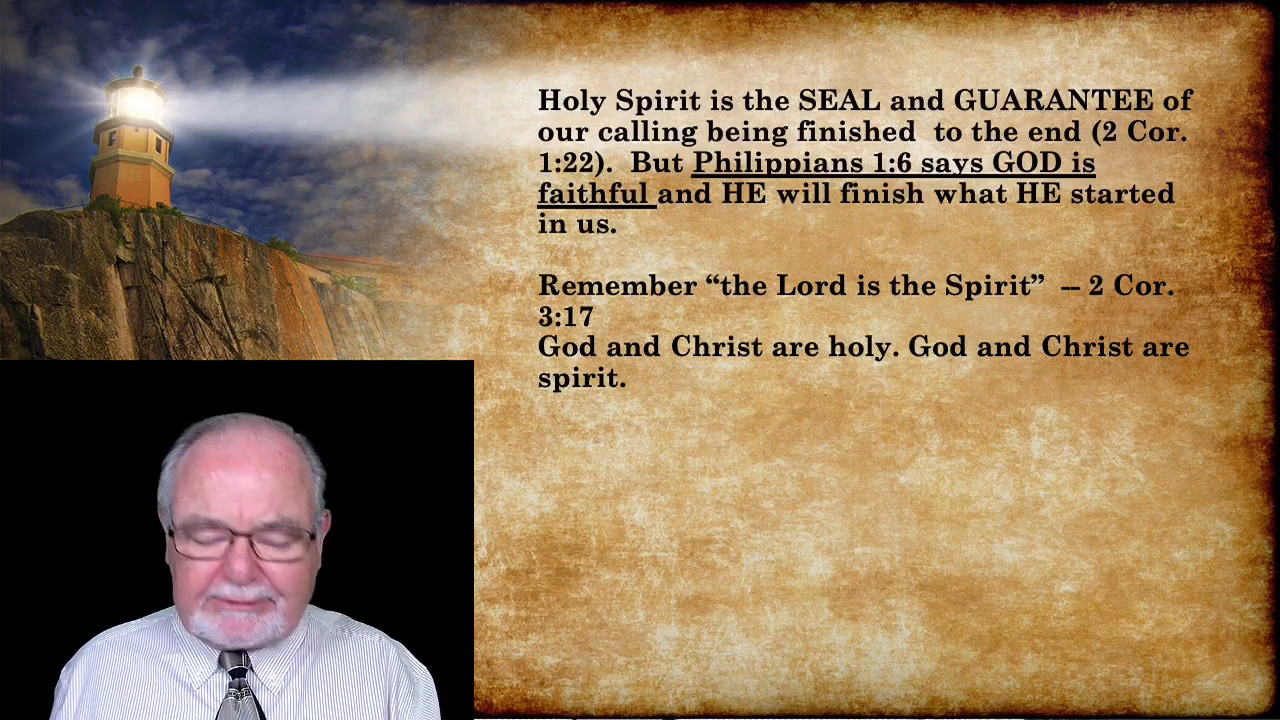 Holy Spirit is the SEAL and GUARANTEE of
our calling being finished  to the end (2 Cor.
1:22).  But Philippians 1:6 says GOD is
faithful and HE will finish what HE started
in us.
Remember “the Lord is the Spirit”  -- 2 Cor.
3:17
God and Christ are holy. God and Christ are
spirit.